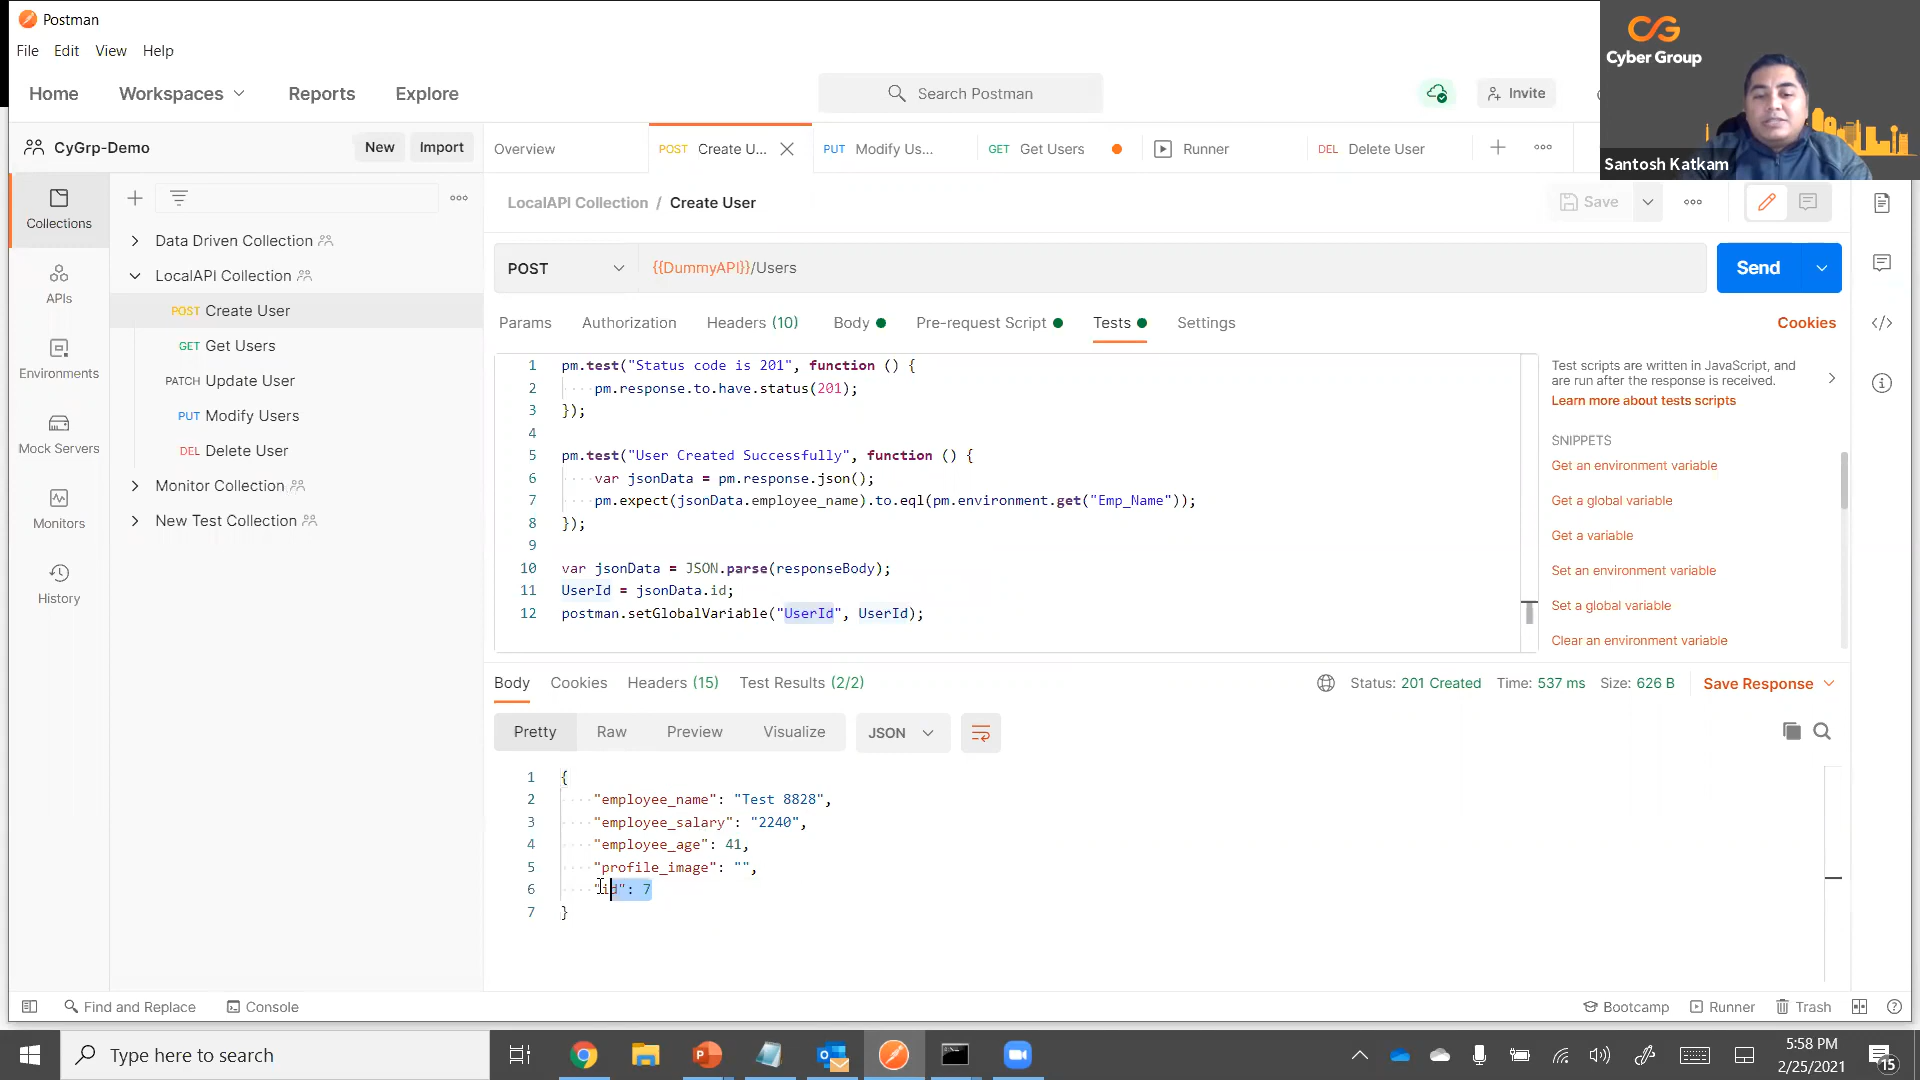 Postman
File Edit View Help
Cyber Group
Santosh Katkam
Home Workspaces Reports Explore Search Postman Invite
CyGrp-Demo New Import
Overview POST Create U... PUT Modify Us... GET Get Users Runner DEL Delete User
LocalAPI Collection / Create User Save
Collections
APIs
Environments
Mock Servers
Monitors
History
Data Driven Collection
LocalAPI Collection
POST Create User
GET Get Users
PATCH Update User
PUT Modify Users
DEL Delete User
Monitor Collection
New Test Collection
POST {{DummyAPI}}/Users Send
Params Authorization Headers (10) Body Pre-request Script Tests Settings Cookies
1 pm.test("Status code is 201", function () {
2 pm.response.to.have.status(201);
3 });
4
5 pm.test("User Created Successfully", function () {
6 var jsonData = pm.response.json();
7 pm.expect(jsonData.employee_name).to.eql(pm.environment.get("Emp_Name"));
8 });
9
10 var jsonData = JSON.parse(responseBody);
11 UserId = jsonData.id;
12 postman.setGlobalVariable("UserId", UserId);
Test scripts are written in JavaScript, and
are run after the response is received.
Learn more about tests scripts
SNIPPETS
Get an environment variable
Get a global variable
Get a variable
Set an environment variable
Set a global variable
Clear an environment variable
Body Cookies Headers (15) Test Results (2/2) Status: 201 Created Time: 537 ms Size: 626 B Save Response
Pretty Raw Preview Visualize JSON
1 {
2 "employee_name": "Test 8828",
3 "employee_salary": "2240",
4 "employee_age": 41,
5 "profile_image": "",
6 "id": 7
7 }
Find and Replace Console Bootcamp Runner Trash
Type here to search
5:58 PM
2/25/2021
15